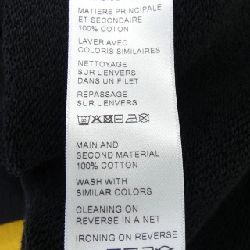 MATIERE PRINCIPALE
ET SECONDAIRE
100% COTON
LAVER AVEC
COLORIS SIMILAIRES
NETTOYAGE
SUR L'ENVERS
DANS UN FILET
REPASSAGE
SUR L'ENVERS
MAIN AND
SECOND MATERIAL
100% COTTON
WASH WITH
SIMILAR COLORS
CLEANING ON
REVERSE IN A NET
IRONING ON REVERSE